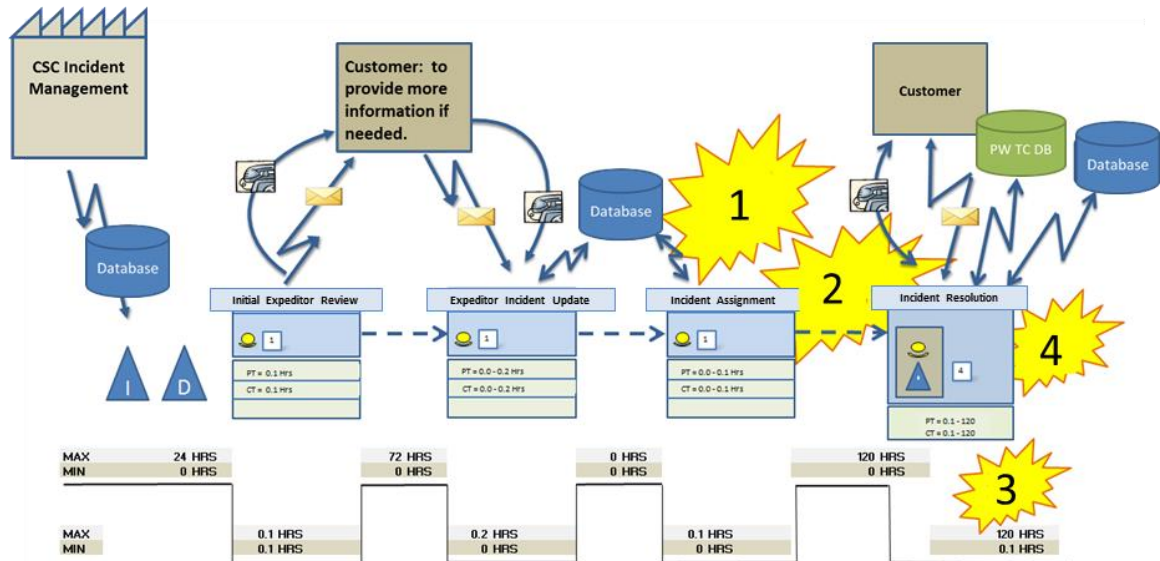 CSC Incident
Management
Customer: to
provide more
information if
needed.
Customer
PW TC DB
Database
Database
Database
1
2
4
3
Initial Expeditor Review
1
PT = 0.1 Hrs
CT = 0.1 Hrs
Expeditor Incident Update
1
PT = 0.0 - 0.2 Hrs
CT = 0.0 - 0.2 Hrs
Incident Assignment
1
PT = 0.0 - 0.1 Hrs
CT = 0.0 - 0.1 Hrs
Incident Resolution
4
PT = 0.1 - 120
CT = 0.1 - 120
I D
MAX 24 HRS 72 HRS 0 HRS 120 HRS
MIN 0 HRS 0 HRS 0 HRS 0 HRS
MAX 0.1 HRS 0.2 HRS 0.1 HRS 120 HRS
MIN 0.1 HRS 0 HRS 0 HRS 0.1 HRS